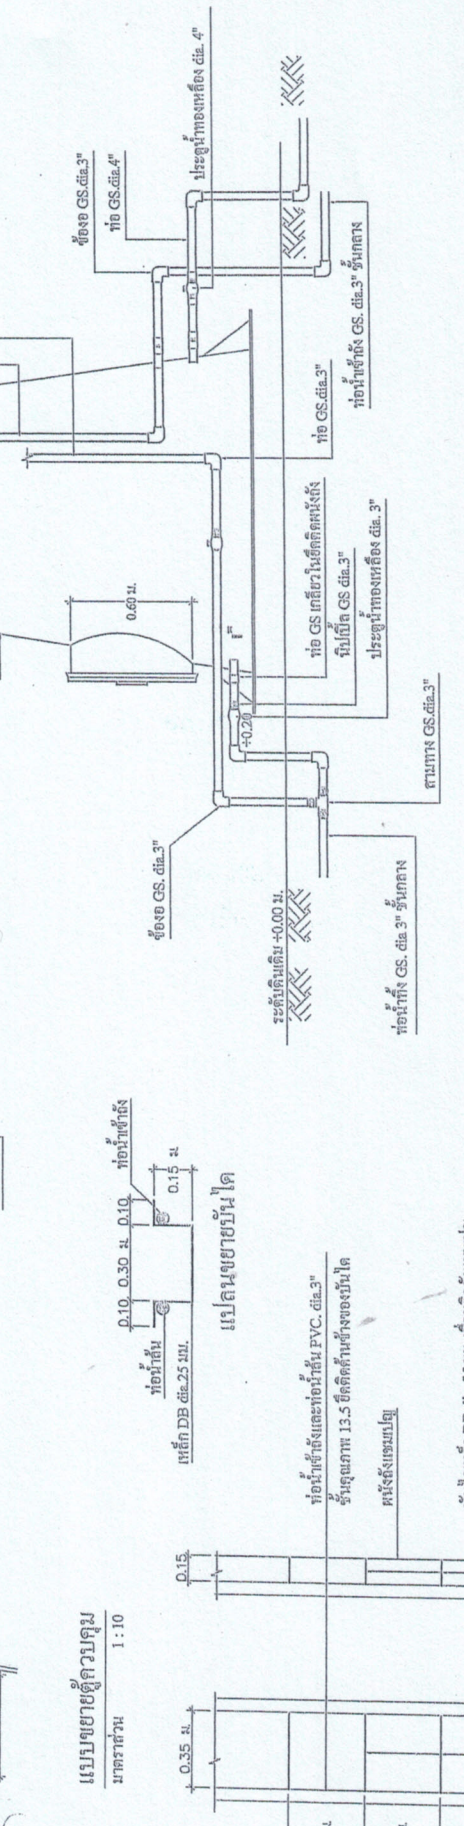 แบบขยายตู้ควบคุม
มาตราส่วน 1 : 10
0.10 0.30 ม. 0.10
ท่อน้ำเข้าถัง
0.15 ม
ท่อน้ำล้น
เหล็ก DB dia.25 มม.
แปลนขยายบันได
0.35 ม.
0.15
ท่อน้ำเข้าถังและท่อน้ำล้น PVC. dia.3"
ชั้นคุณภาพ 13.5 ยึดติดด้านข้างของบันได
ผนังถังแชมเปญ
0.60 ม.
ข้องอ GS.dia.3"
ท่อ GS.dia.4"
ประตูน้ำทองเหลือง dia. 4"
ข้องอ GS. dia.3"
+0.20
ระดับดินเดิม +0.00 ม.
ท่อ GS.dia.3"
ท่อน้ำเข้าถัง GS. dia.3" ชั้นกลาง
ท่อ GS เกลียวในยึดติดผนังถัง
นิปเปิ้ล GS dia.3"
ประตูน้ำทองเหลือง dia. 3"
สามทาง GS.dia.3"
ท่อน้ำทิ้ง GS. dia 3" ชั้นกลาง